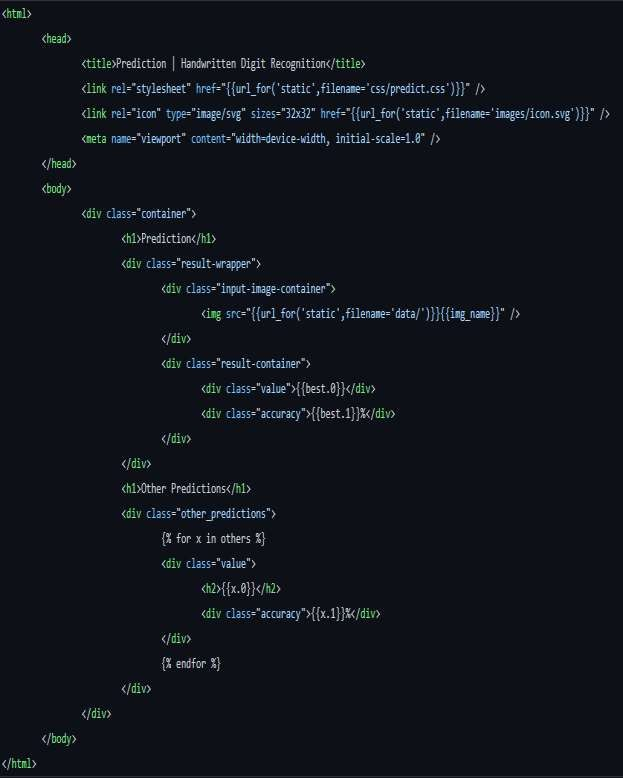 <html>
<head>
<title>Prediction | Handwritten Digit Recognition</title>
<link rel="stylesheet" href="{{url_for('static',filename='css/predict.css')}}" />
<link rel="icon" type="image/svg" sizes="32x32" href="{{url_for('static',filename='images/icon.svg')}}" />
<meta name="viewport" content="width=device-width, initial-scale=1.0" />
</head>
<body>
<div class="container">
<h1>Prediction</h1>
<div class="result-wrapper">
<div class="input-image-container">
<img src="{{url_for('static',filename='data/')}}{{img_name}}" />
</div>
<div class="result-container">
<div class="value">{{best.0}}</div>
<div class="accuracy">{{best.1}}%</div>
</div>
</div>
<h1>Other Predictions</h1>
<div class="other_predictions">
{% for x in others %}
<div class="value">
<h2>{{x.0}}</h2>
<div class="accuracy">{{x.1}}%</div>
</div>
{% endfor %}
</div>
</div>
</body>
</html>